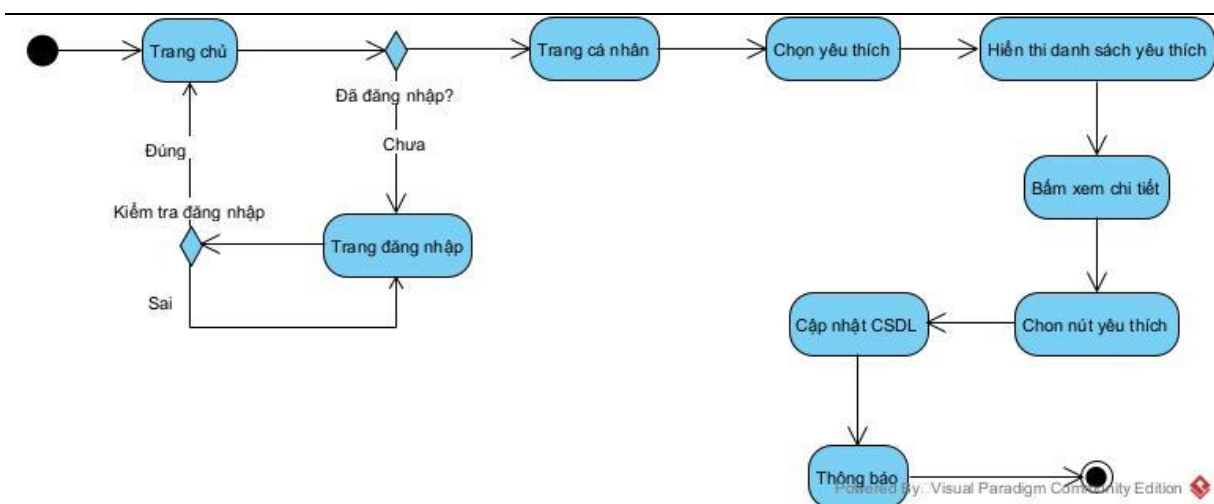 Trang chủ
Trang cá nhân
Chọn yêu thích
Hiển thi danh sách yêu thích
Đã đăng nhập?
Đúng
Chưa
Bấm xem chi tiết
Kiểm tra đăng nhập
Trang đăng nhập
Sai
Cập nhật CSDL
Chon nút yêu thích
Thông báo
Powered By Visual Paradigm Community Edition